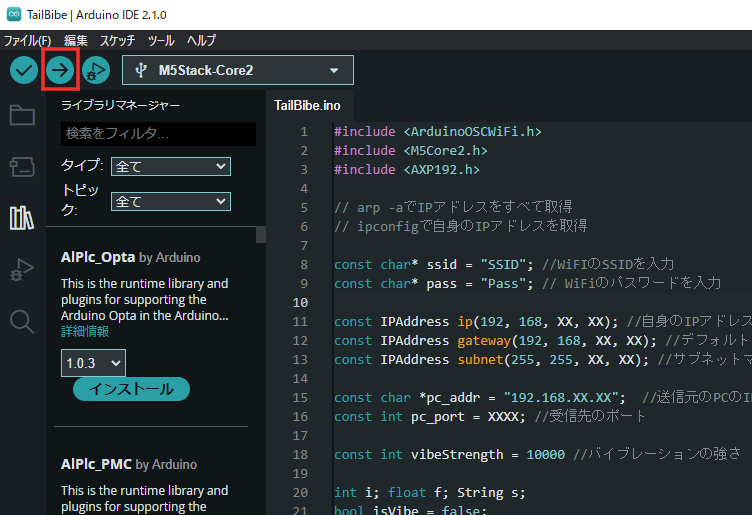 TailBibe | Arduino IDE 2.1.0
ファイル(F) 編集 スケッチ ツール ヘルプ
M5Stack-Core2
ライブラリマネージャー
検索をフィルタ...
タイプ: 全て
トピック: 全て
AlPlc_Opta by Arduino
This is the runtime library and
plugins for supporting the
Arduino Opta in the Arduino...
詳細情報
1.0.3
インストール
AlPlc_PMC by Arduino
This is the runtime library and
plugins for supporting the
TailBibe.ino
1 #include <ArduinoOSCWiFi.h>
2 #include <M5Core2.h>
3 #include <AXP192.h>
4
5 // arp -aでIPアドレスをすべて取得
6 // ipconfigで自身のIPアドレスを取得
7
8 const char* ssid = "SSID"; //WiFIのSSIDを入力
9 const char* pass = "Pass"; // WiFiのパスワードを入力
10
11 const IPAddress ip(192, 168, XX, XX); //自身のIPアドレス
12 const IPAddress gateway(192, 168, XX, XX); //デフォルト
13 const IPAddress subnet(255, 255, XX, XX); //サブネットマ
14
15 const char *pc_addr = "192.168.XX.XX";  //送信元のPCのI
16 const int pc_port = XXXX; //受信先のポート
17
18 const int vibeStrength = 10000 //バイブレーションの強さ
19
20 int i; float f; String s;
21 bool isVibe = false;